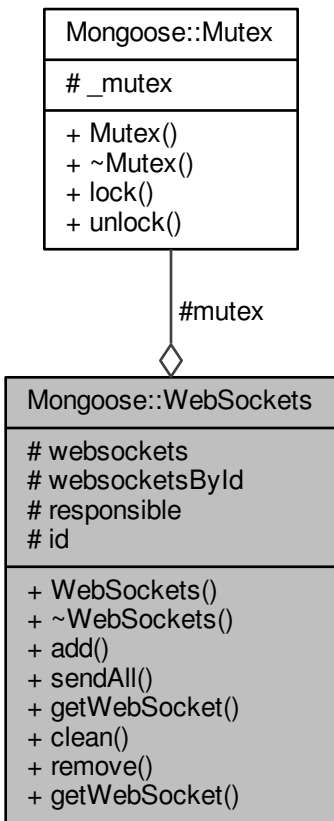 Mongoose::Mutex
# _mutex
+ Mutex()
+ ~Mutex()
+ lock()
+ unlock()
#mutex
Mongoose::WebSockets
# websockets
# websocketsById
# responsible
# id
+ WebSockets()
+ ~WebSockets()
+ add()
+ sendAll()
+ getWebSocket()
+ clean()
+ remove()
+ getWebSocket()